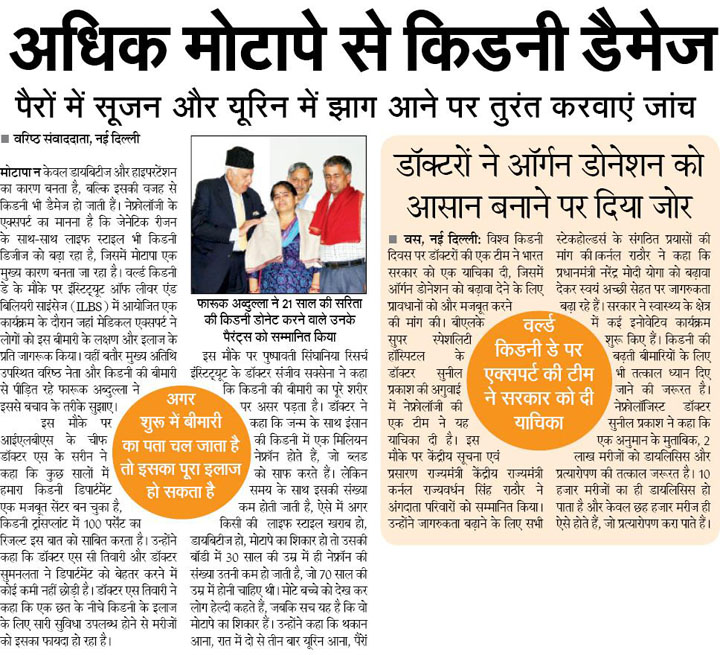 अधिक मोटापे से किडनी डैमेज
पैरों में सूजन और यूरिन में झाग आने पर तुरंत करवाएं जांच
■ वरिष्ठ संवाददाता, नई दिल्ली
मोटापा न केवल डायबिटीज और हाइपरटेंशन
का कारण बनता है, बल्कि इसकी वजह से
किडनी भी डैमेज हो जाती है। नेफ्रोलॉजी के
एक्सपर्ट का मानना है कि जेनेटिक रीजन
के साथ-साथ लाइफ स्टाइल भी किडनी
डिजीज को बढ़ा रहा है, जिसमें मोटापा एक
मुख्य कारण बनता जा रहा है। वर्ल्ड किडनी
डे के मौके पर इंस्टिट्यूट ऑफ लीवर एंड
बिलियरी साइंसेज (ILBS) में आयोजित एक
कार्यक्रम के दौरान जहां मेडिकल एक्सपर्ट ने
लोगों को इस बीमारी के लक्षण और इलाज के
प्रति जागरूक किया। वहीं बतौर मुख्य अतिथि
उपस्थित वरिष्ठ नेता और किडनी की बीमारी
से पीड़ित रहे फारूक अब्दुल्ला ने
इससे बचाव के तरीके सुझाए।
इस मौके पर
आईएलबीएस के चीफ
डॉक्टर एस के सरीन ने
कहा कि कुछ सालों में
हमारा किडनी डिपार्टमेंट
एक मजबूत सेंटर बन चुका है,
किडनी ट्रांसप्लांट में 100 पर्सेंट का
रिजल्ट इस बात को साबित करता है। उन्होंने
कहा कि डॉक्टर एस सी तिवारी और डॉक्टर
सुमनलता ने डिपार्टमेंट को बेहतर करने में
कोई कमी नहीं छोड़ी है। डॉक्टर एस तिवारी ने
कहा कि एक छत के नीचे किडनी के इलाज
के लिए सारी सुविधा उपलब्ध होने से मरीजों
को इसका फायदा हो रहा है।
फारूक अब्दुल्ला ने 21 साल की सरिता
की किडनी डोनेट करने वाले उनके
पैरंट्स को सम्मानित किया
इस मौके पर पुष्पावती सिंघानिया रिसर्च
इंस्टिट्यूट के डॉक्टर संजीव सक्सेना ने कहा
कि किडनी की बीमारी का पूरे शरीर
पर असर पड़ता है। डॉक्टर ने
कहा कि जन्म के साथ इंसान
की किडनी में एक मिलियन
नेफ्रॉन होते हैं, जो ब्लड
को साफ करते हैं। लेकिन
समय के साथ इसकी संख्या
कम होती जाती है, ऐसे में अगर
किसी की लाइफ स्टाइल खराब हो,
डायबिटीज हो, मोटापे का शिकार हो तो उसकी
बॉडी में 30 साल की उम्र में ही नेफ्रॉन की
संख्या उतनी कम हो जाती है, जो 70 साल की
उम्र में होनी चाहिए थी। मोटे बच्चे को देख कर
लोग हेल्दी कहते हैं, जबकि सच यह है कि वो
मोटापे का शिकार हैं। उन्होंने कहा कि थकान
आना, रात में दो से तीन बार यूरिन आना, पैरों
अगर
शुरू में बीमारी
का पता चल जाता है
तो इसका पूरा इलाज
हो सकता है
डॉक्टरों ने ऑर्गन डोनेशन को
आसान बनाने पर दिया जोर
■ वस, नई दिल्ली: विश्व किडनी
दिवस पर डॉक्टरों की एक टीम ने भारत
सरकार को एक याचिका दी, जिसमें
ऑर्गन डोनेशन को बढ़ावा देने के लिए
प्रावधानों को और मजबूत करने
की मांग की। बीएलके
सुपर स्पेशलिटी
हॉस्पिटल के
डॉक्टर सुनील
प्रकाश की अगुवाई
में नेफ्रोलॉजी की
एक टीम ने यह
याचिका दी है। इस
मौके पर केंद्रीय सूचना एवं
प्रसारण राज्यमंत्री केंद्रीय राज्यमंत्री
कर्नल राज्यवर्धन सिंह राठौर ने
अंगदाता परिवारों को सम्मानित किया।
उन्होंने जागरुकता बढ़ाने के लिए सभी
स्टेकहोल्डर्स के संगठित प्रयासों की
मांग की।कर्नल राठौर ने कहा कि
प्रधानमंत्री नरेंद्र मोदी योगा को बढ़ावा
देकर स्वयं अच्छी सेहत पर जागरुकता
बढ़ा रहे हैं। सरकार ने स्वास्थ्य के क्षेत्र
में कई इनोवेटिव कार्यक्रम
शुरू किए हैं। किडनी की
बढ़ती बीमारियों के लिए
भी तत्काल ध्यान दिए
जाने की जरूरत है।
नेफ्रोलॉजिस्ट डॉक्टर
सुनील प्रकाश ने कहा कि
एक अनुमान के मुताबिक, 2
लाख मरीजों को डायलिसिस और
प्रत्यारोपण की तत्काल जरूरत है। 10
हजार मरीजों का ही डायलिसिस हो
पाता है और केवल छह हजार मरीज ही
ऐसे होते हैं, जो प्रत्यारोपण करा पाते हैं।
वर्ल्ड
किडनी डे पर
एक्सपर्ट की टीम
ने सरकार को दी
याचिका